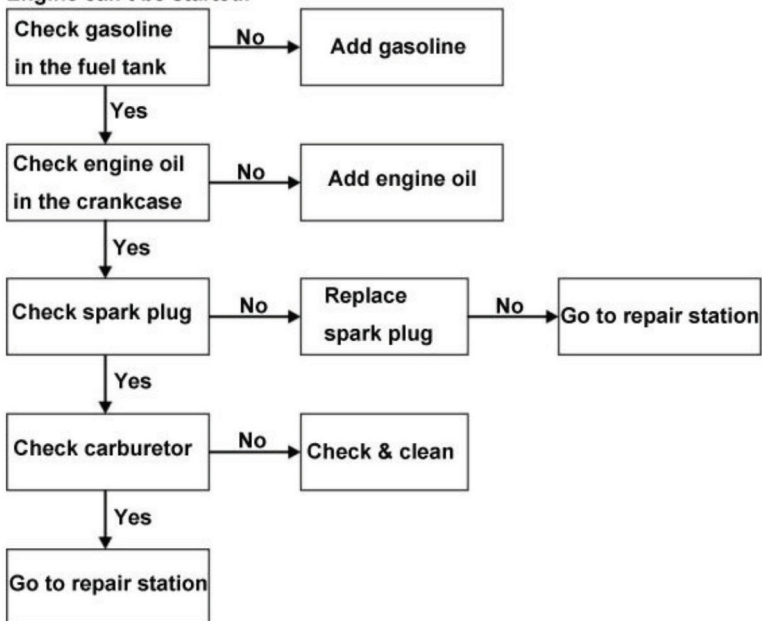 Check gasoline
in the fuel tank
No
Add gasoline
Yes
Check engine oil
in the crankcase
No
Add engine oil
Yes
Check spark plug
No
Replace
spark plug
No
Go to repair station
Yes
Check carburetor
No
Check & clean
Yes
Go to repair station